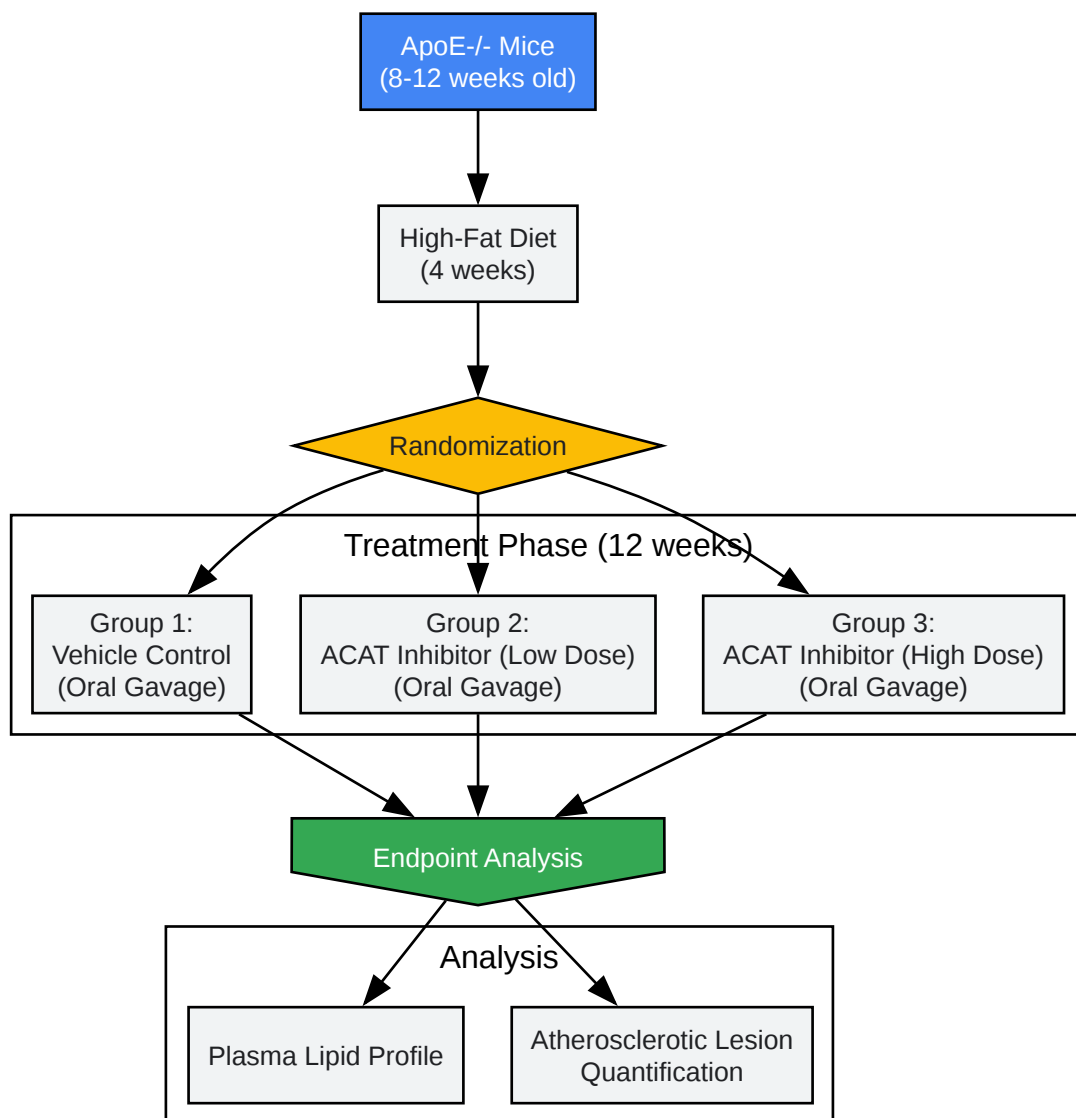 ApoE-/- Mice
(8-12 weeks old)
High-Fat Diet
(4 weeks)
Randomization
Treatment Phase (12 weeks)
Group 1:
Vehicle Control
(Oral Gavage)
Group 2:
ACAT Inhibitor (Low Dose)
(Oral Gavage)
Group 3:
ACAT Inhibitor (High Dose)
(Oral Gavage)
Endpoint Analysis
Analysis
Plasma Lipid Profile
Atherosclerotic Lesion
Quantification